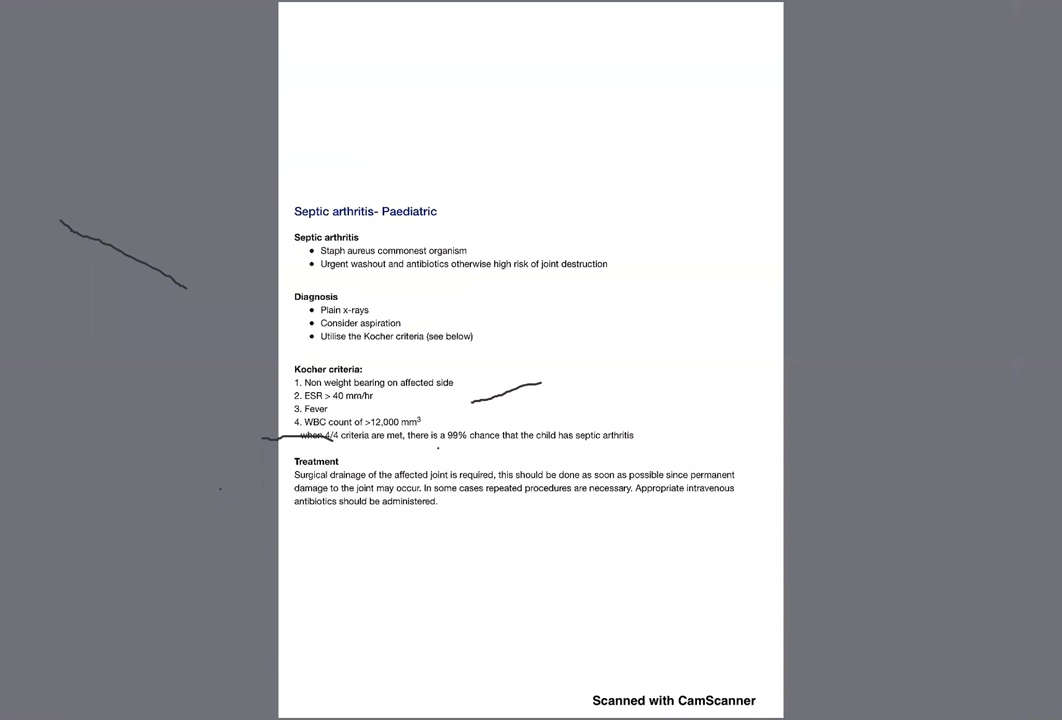 Septic arthritis- Paediatric
Septic arthritis
• Staph aureus commonest organism
• Urgent washout and antibiotics otherwise high risk of joint destruction
Diagnosis
• Plain x-rays
• Consider aspiration
• Utilise the Kocher criteria (see below)
Kocher criteria:
1. Non weight bearing on affected side
2. ESR > 40 mm/hr
3. Fever
4. WBC count of >12,000 mm³
when 4/4 criteria are met, there is a 99% chance that the child has septic arthritis
Treatment
Surgical drainage of the affected joint is required, this should be done as soon as possible since permanent
damage to the joint may occur. In some cases repeated procedures are necessary. Appropriate intravenous
antibiotics should be administered.
Scanned with CamScanner